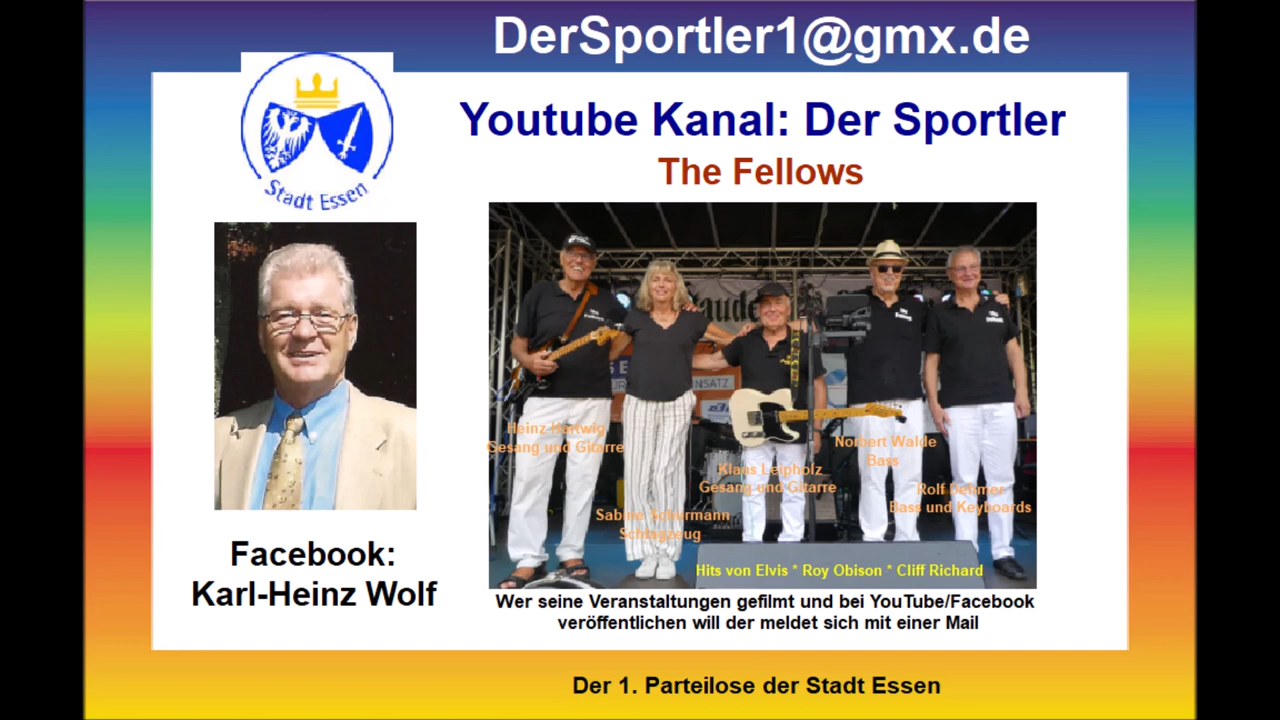 DerSportler1@gmx.de
Stadt Essen
Youtube Kanal: Der Sportler
The Fellows
Heinz Hartwig
Gesang und Gitarre
Norbert Walde
Bass
Klaus Leipholz
Gesang und Gitarre
Rolf
Bass und Keyboards
Sabine Schürmann
Schlagzeug
Hits von Elvis * Roy Obison * Cliff Richard
Facebook:
Karl-Heinz Wolf
Wer seine Veranstaltungen gefilmt und bei YouTube/Facebook
veröffentlichen will der meldet sich mit einer Mail
Der 1. Parteilose der Stadt Essen